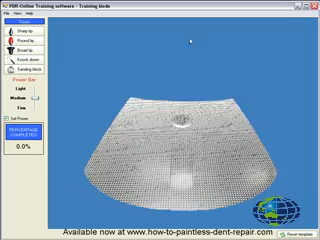 PDR-Online Training software - Training Mode
File View Help
Tools
Sharp tip
Round tip
Broad tip
Knock down
Sanding block
Power Bar
Light
Medium
Firm
Set Power
PERCENTAGE
COMPLETED
0.0%
Reset template
Available now at www.how-to-paintless-dent-repair.com